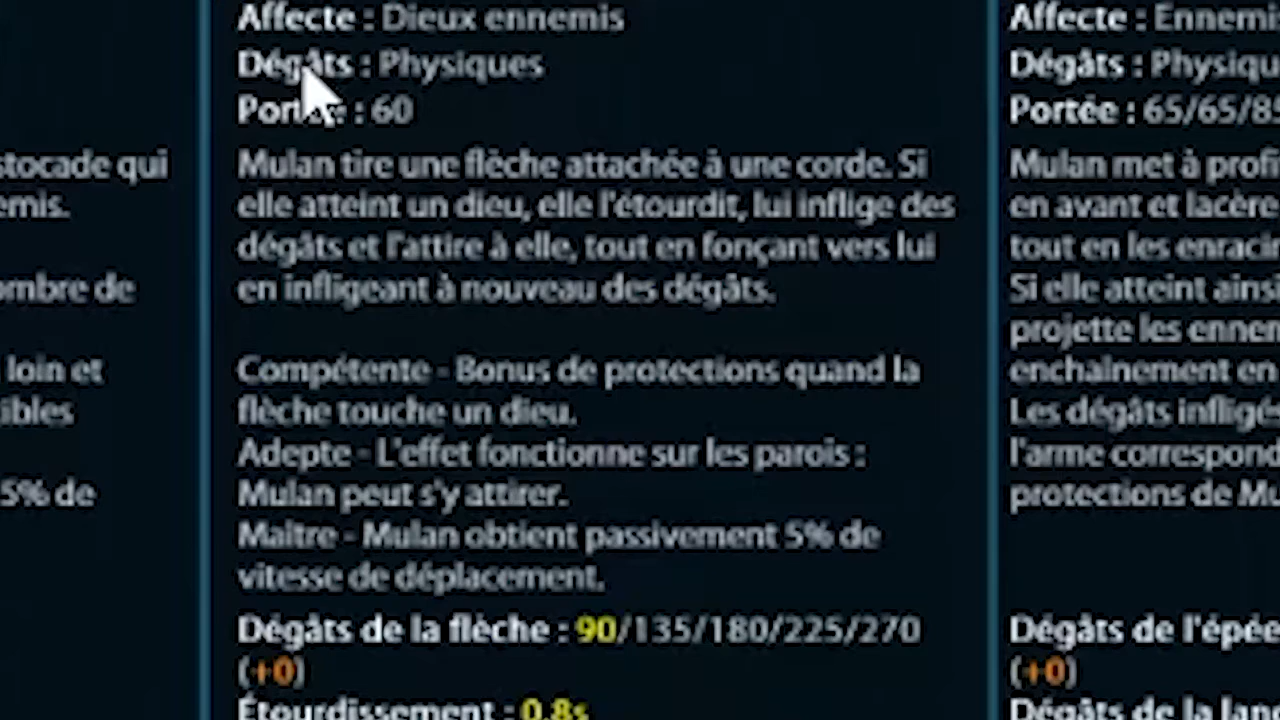 Affecte : Dieux ennemis
Dégâts : Physiques
Portée : 60
Mulan tire une flèche attachée à une corde. Si
elle atteint un dieu, elle l'étourdit, lui inflige des
dégâts et l'attire à elle, tout en fonçant vers lui
en infligeant à nouveau des dégâts.
Compétente - Bonus de protections quand la
flèche touche un dieu.
Adepte - L'effet fonctionne sur les parois :
Mulan peut s'y attirer.
Maître - Mulan obtient passivement 5% de
vitesse de déplacement.
Dégâts de la flèche : 90/135/180/225/270
(+0)
Étourdissement : 0.8s
stocade qui
emis.
ombre de
loin et
ibles
5% de
Affecte : Ennemi
Dégâts : Physiqu
Portée : 65/65/85
Mulan met à profi
en avant et lacère
tout en les enracin
Si elle atteint ains
projette les enne
enchaînement en
Les dégâts infligés
l'arme correspond
protections de Mu
Dégâts de l'épée
(+0)
Dégâts de la lanc